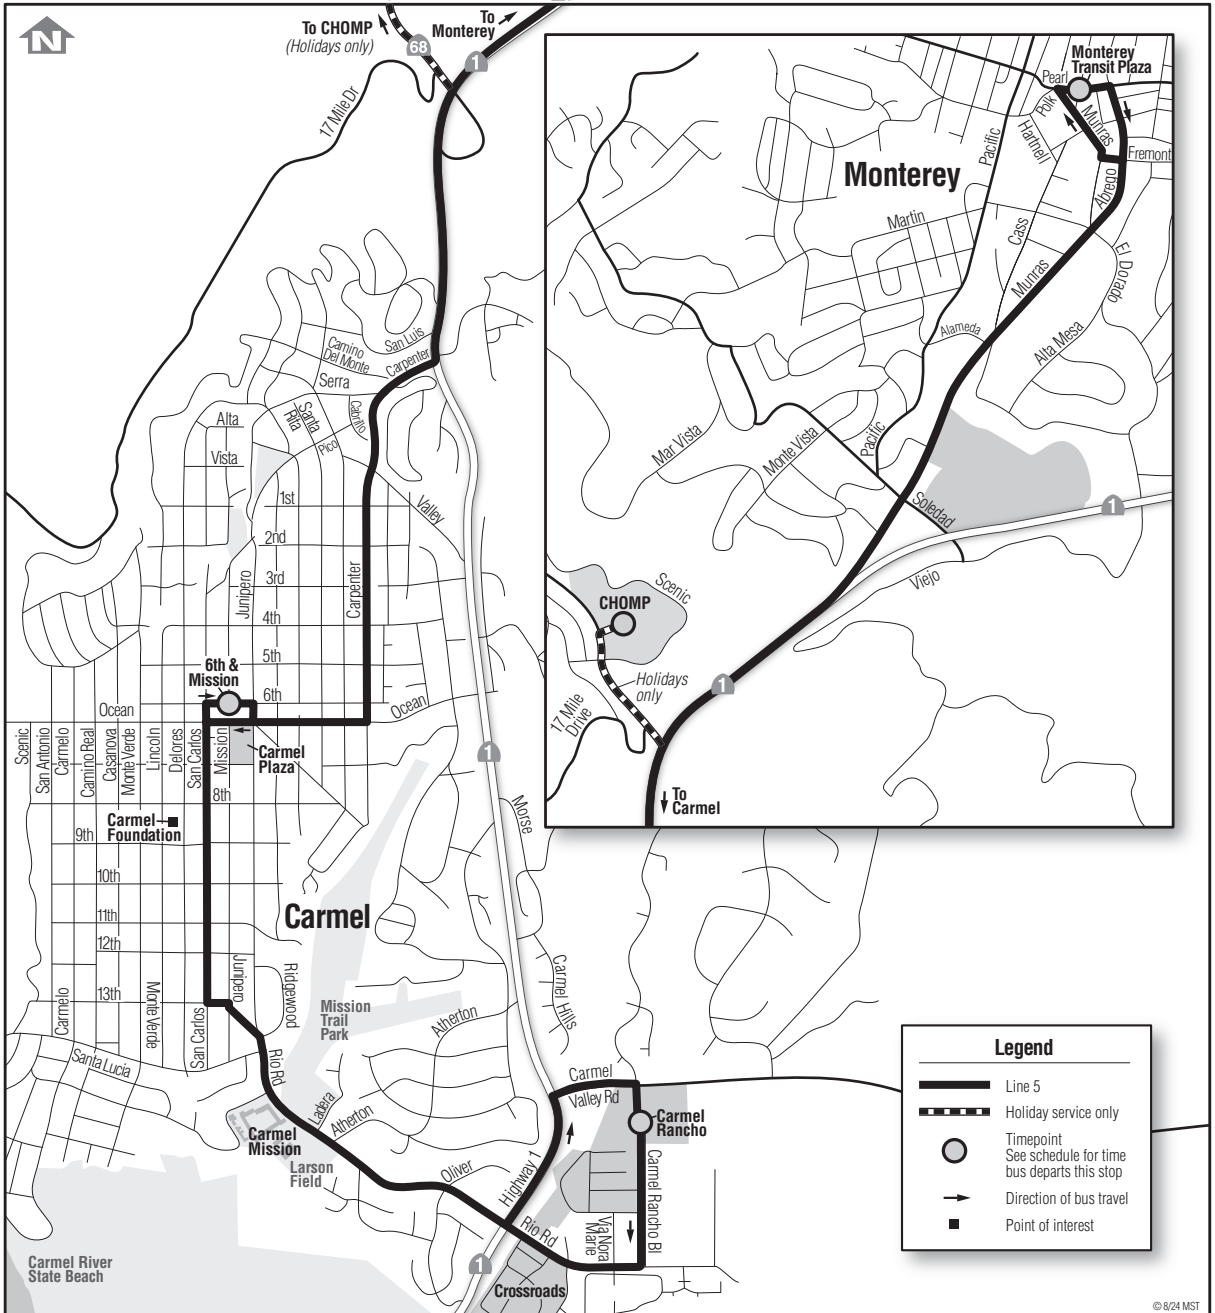 N
To CHOMP
(Holidays only)
To
Monterey
68
1
17 Mile Dr
Monterey
Transit Plaza
Pearl
Polk
Munras
Hartnell
Pacific
Fremont
Abrego
Monterey
Martin
Cass
Munras
El Dorado
Alameda
Alta Mesa
Mar Vista
Monte Vista
Pacific
Soledad
1
Viejo
Scenic
CHOMP
Holidays
only
17 Mile
Drive
1
To
Carmel
San Luis
Camino
Del Monte
Carpenter
Serra
Cabrillo
Santa
Rita
Alta
Pico
Vista
1st
Valley
2nd
3rd
Junipero
Carpenter
4th
5th
6th &
Mission
6th
Ocean
Ocean
Scenic
San Antonio
Carmelo
Camino Real
Casanova
Monte Verde
Lincoln
Delores
San Carlos
Mission
Carmel
Plaza
1
8th
Carmel
Foundation
9th
Morse
10th
Carmel
11th
12th
Junipero
Ridgewood
Carmel Hills
13th
Carmelo
Monte Verde
San Carlos
Mission
Trail
Park
Atherton
Santa Lucia
Rio Rd
Ladera
Atherton
Carmel
Valley Rd
Carmel
Rancho
Carmel
Mission
Larson
Field
Oliver
Highway 1
Carmel Rancho Bl
Via Nora
Marie
Rio Rd
1
Crossroads
Carmel River
State Beach
Legend
Line 5
Holiday service only
Timepoint
See schedule for time
bus departs this stop
Direction of bus travel
Point of interest
© 8/24 MST